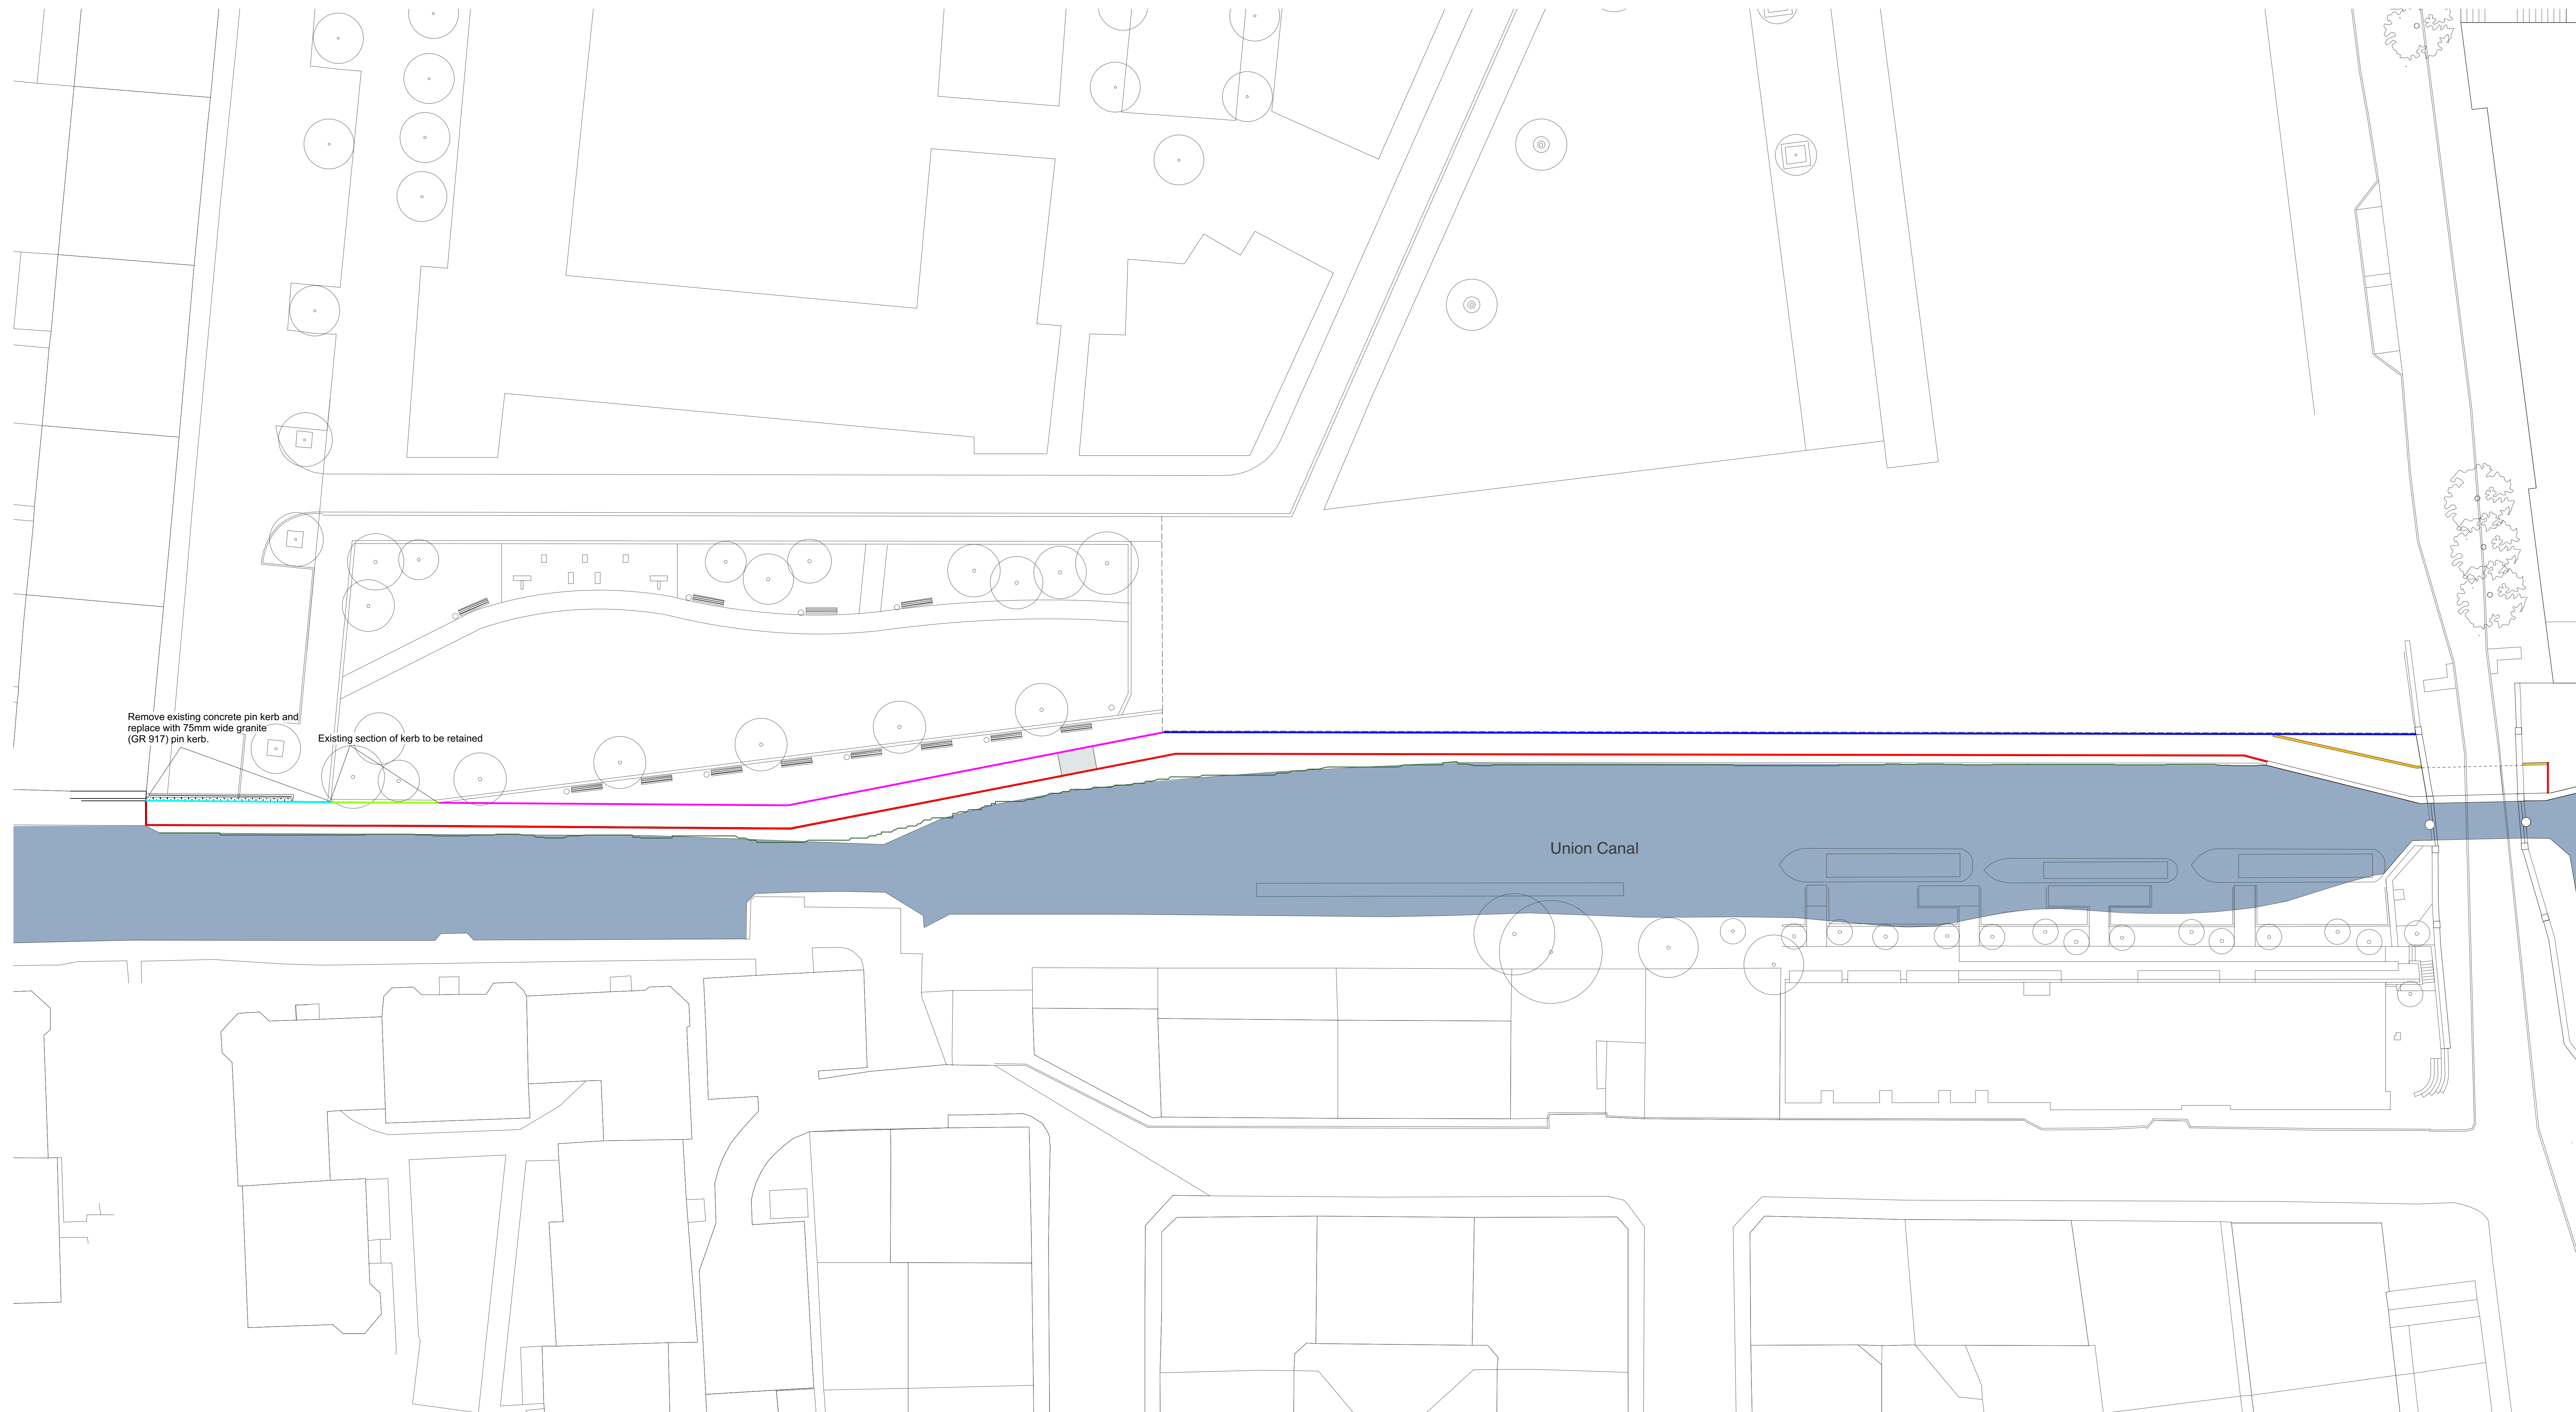 Remove existing concrete pin kerb and
replace with 75mm wide granite
(GR 917) pin kerb.
Existing section of kerb to be retained
Union Canal